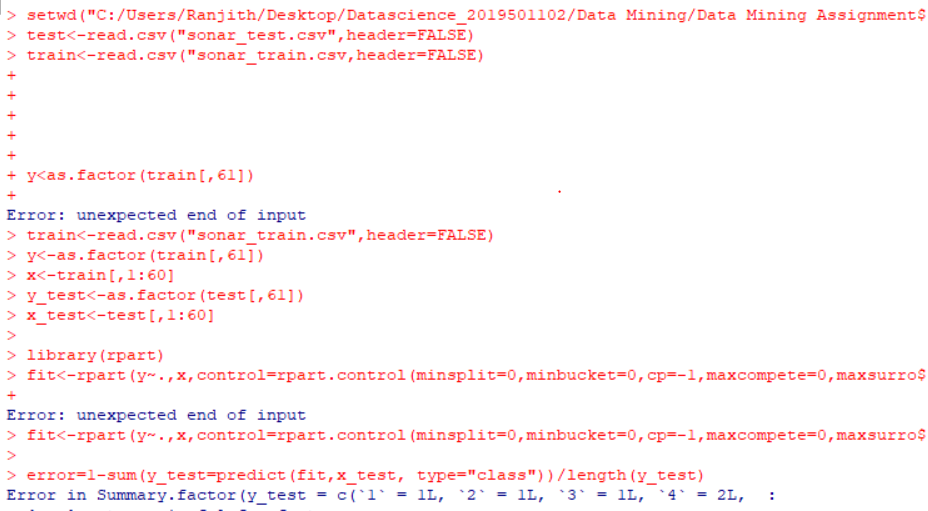 > setwd("C:/Users/Ranjith/Desktop/Datascience_2019501102/Data Mining/Data Mining Assignment$
> test<-read.csv("sonar_test.csv",header=FALSE)
> train<-read.csv("sonar_train.csv,header=FALSE)
+
+
+
+
+
+ y<as.factor(train[,61])
+
Error: unexpected end of input
> train<-read.csv("sonar_train.csv",header=FALSE)
> y<-as.factor(train[,61])
> x<-train[,1:60]
> y_test<-as.factor(test[,61])
> x_test<-test[,1:60]
>
> library(rpart)
> fit<-rpart(y~.,x,control=rpart.control(minsplit=0,minbucket=0,cp=-1,maxcompete=0,maxsurro$
+
Error: unexpected end of input
> fit<-rpart(y~.,x,control=rpart.control(minsplit=0,minbucket=0,cp=-1,maxcompete=0,maxsurro$
>
> error=1-sum(y_test=predict(fit,x_test, type="class"))/length(y_test)
Error in Summary.factor(y_test = c(`1` = 1L, `2` = 1L, `3` = 1L, `4` = 2L,  :